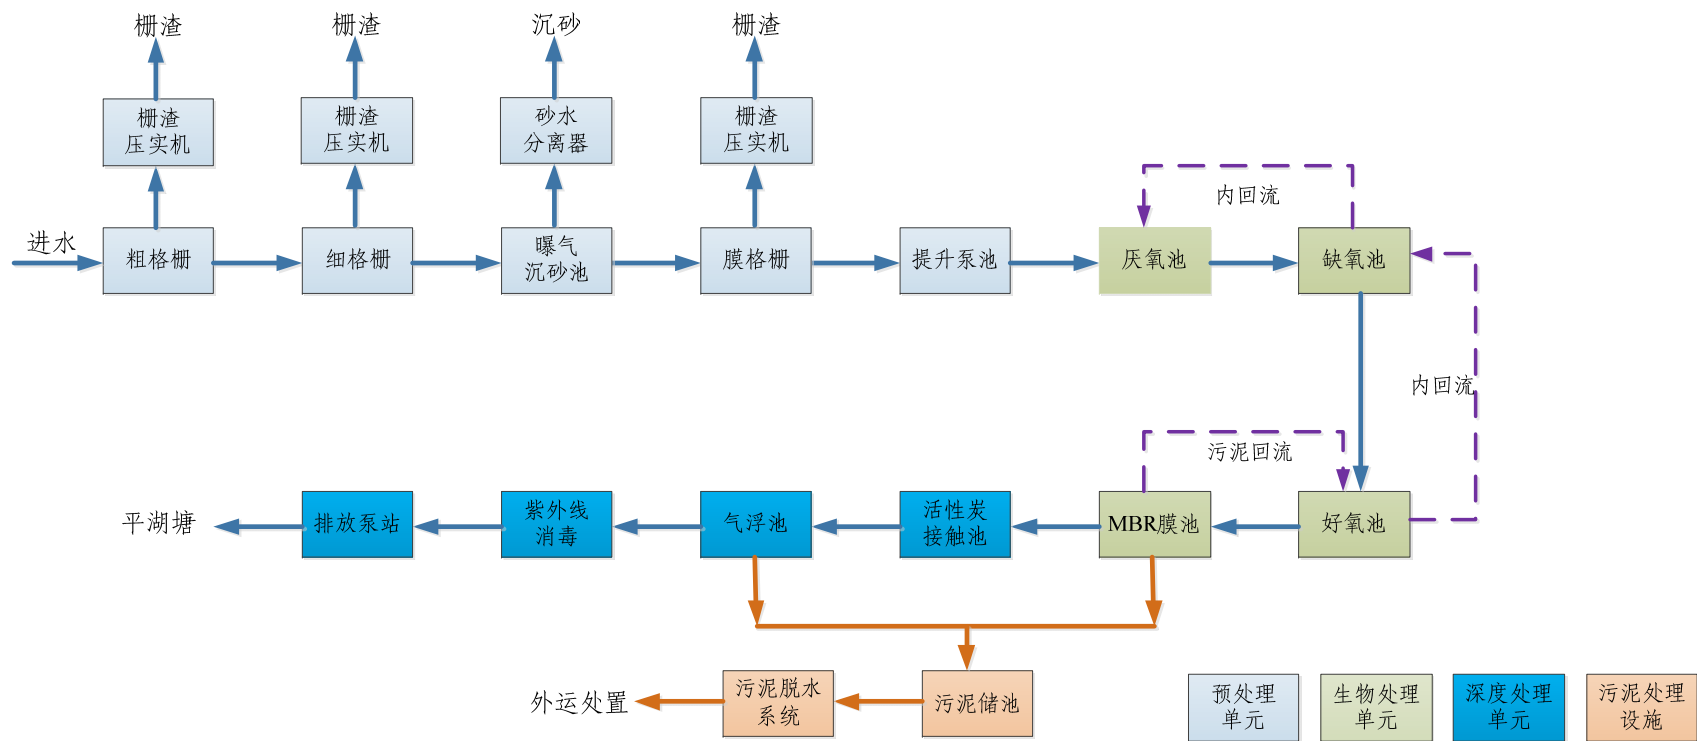 栅渣
栅渣
沉砂
栅渣
栅渣
压实机
栅渣
压实机
砂水
分离器
栅渣
压实机
内回流
进水
粗格栅
细格栅
曝气
沉砂池
膜格栅
提升泵池
厌氧池
缺氧池
内回流
污泥回流
平湖塘
排放泵站
紫外线
消毒
气浮池
活性炭
接触池
MBR膜池
好氧池
外运处置
污泥脱水
系统
污泥储池
预处理
单元
生物处理
单元
深度处理
单元
污泥处理
设施